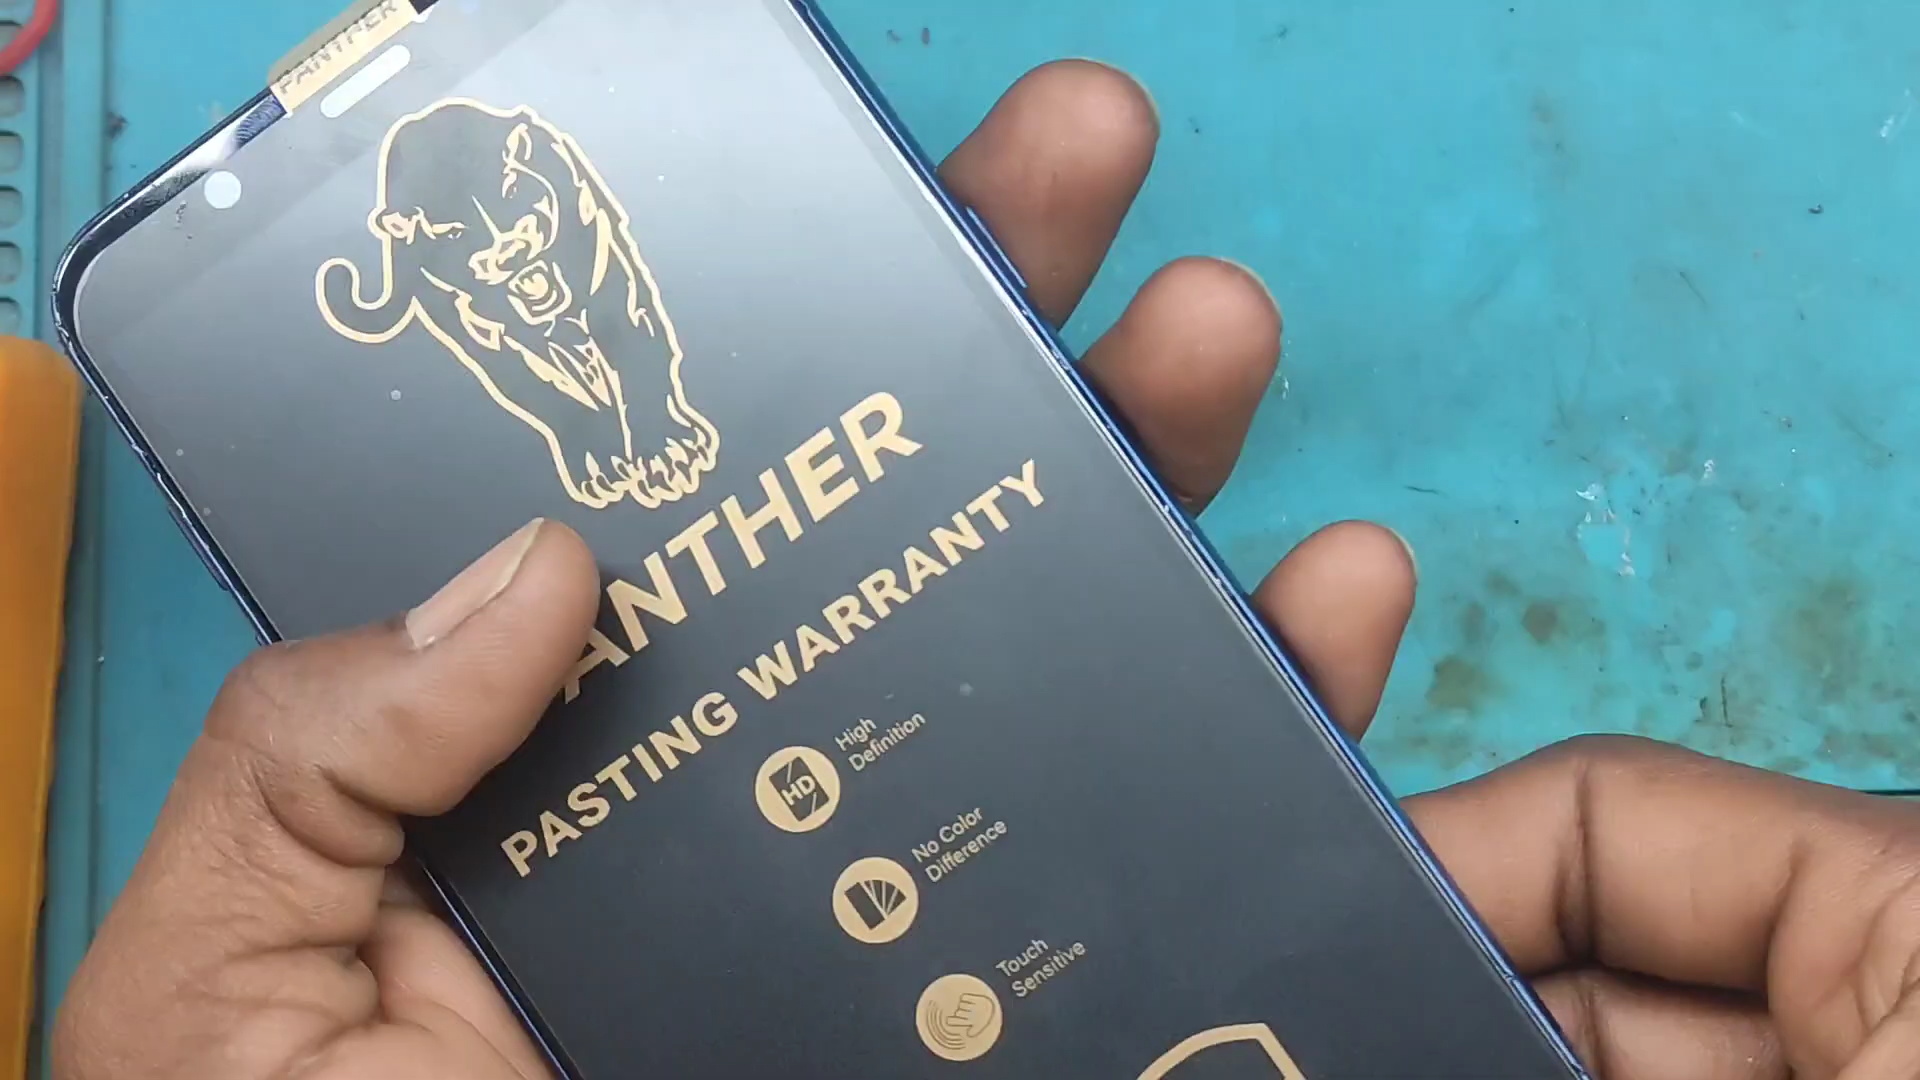 PANTHER
ANTHER
PASTING WARRANTY
HD
High
Definition
No Color
Difference
Touch
Sensitive